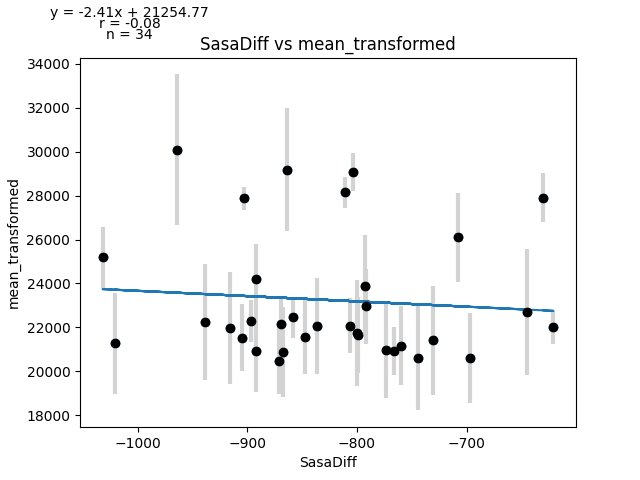 y = -2.41x + 21254.77
r = -0.08
n = 34
SasaDiff vs mean_transformed
34000
32000
30000
28000
26000
24000
22000
20000
18000
mean_transformed
−1000
−900
−800
−700
SasaDiff